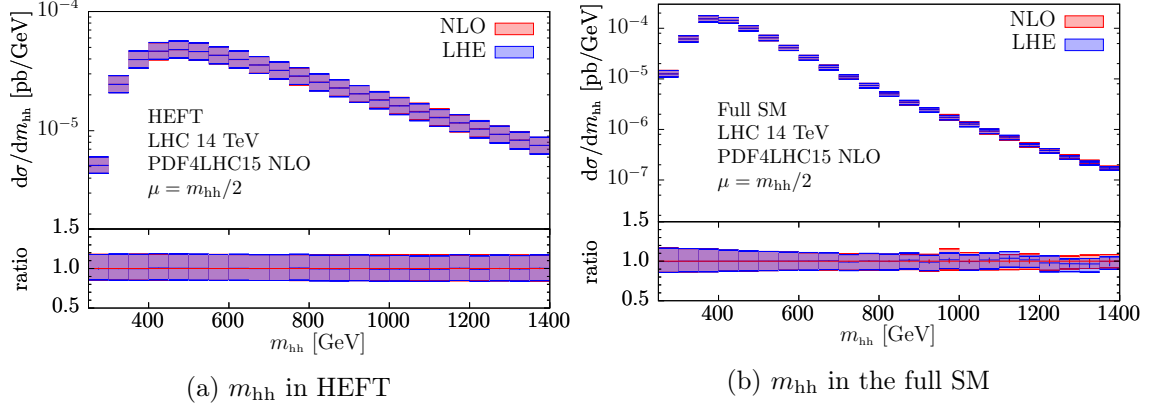 dσ/dm_hh [pb/GeV]
10⁻⁴
10⁻⁵
NLO
LHE
HEFT
LHC 14 TeV
PDF4LHC15 NLO
μ = m_hh/2
ratio
1.5
1.0
0.5
400 600 800 1000 1200 1400
m_hh [GeV]
(a) m_hh in HEFT
dσ/dm_hh [pb/GeV]
10⁻⁴
10⁻⁵
10⁻⁶
10⁻⁷
NLO
LHE
Full SM
LHC 14 TeV
PDF4LHC15 NLO
μ = m_hh/2
ratio
1.5
1.0
0.5
400 600 800 1000 1200 1400
m_hh [GeV]
(b) m_hh in the full SM